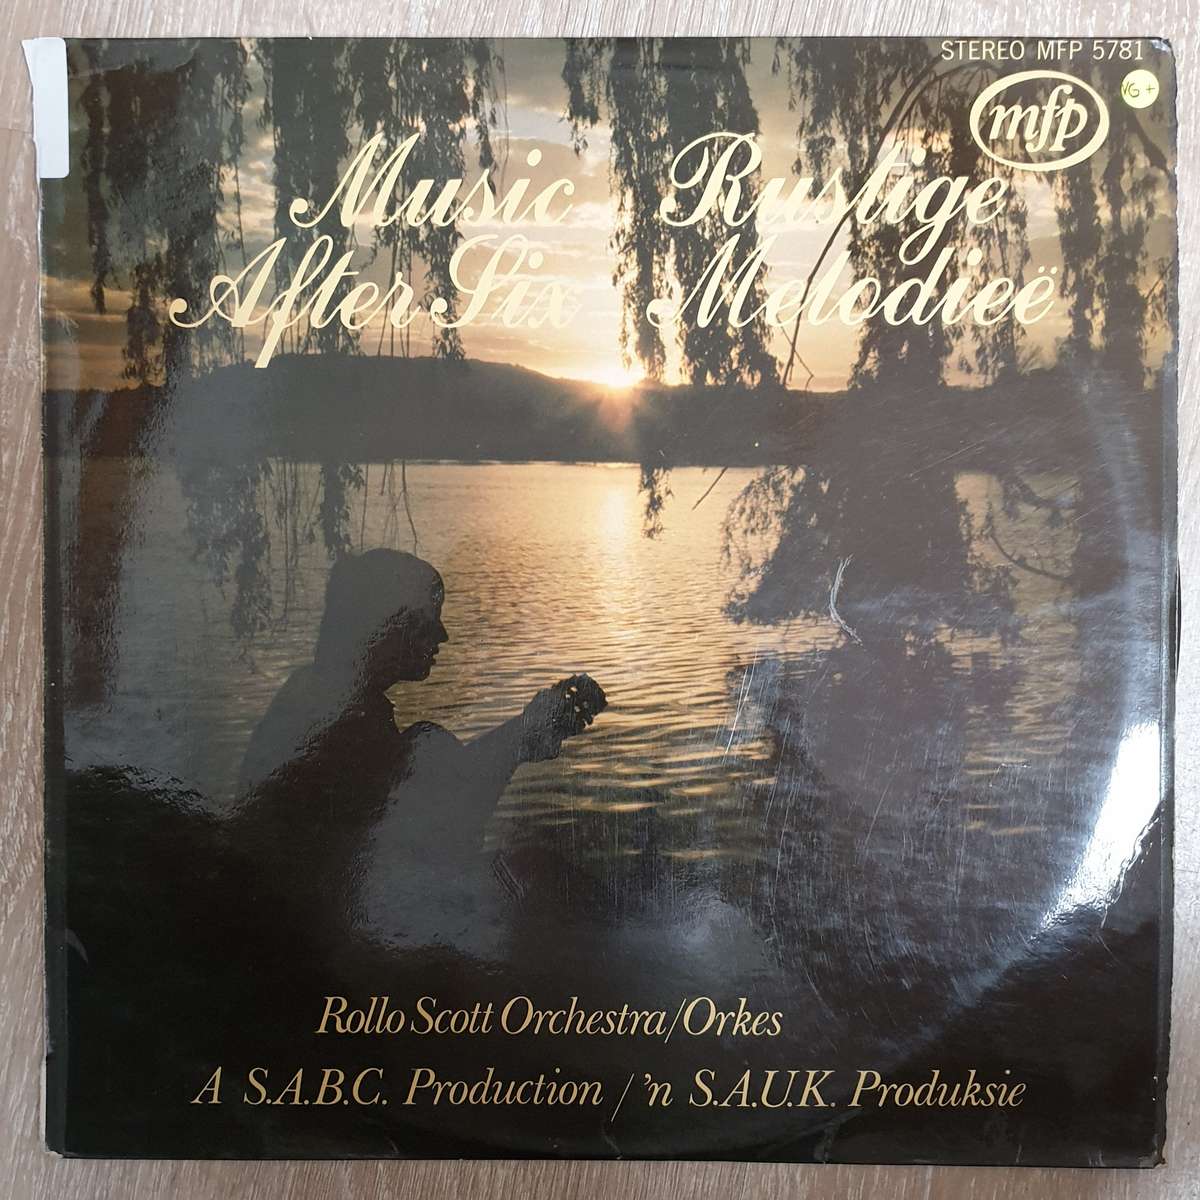 STEREO MFP 5781
mfp
VG +
Music
After Six
Rustige
Melodieë
Rollo Scott Orchestra/Orkes
A S.A.B.C. Production / 'n S.A.U.K. Produksie